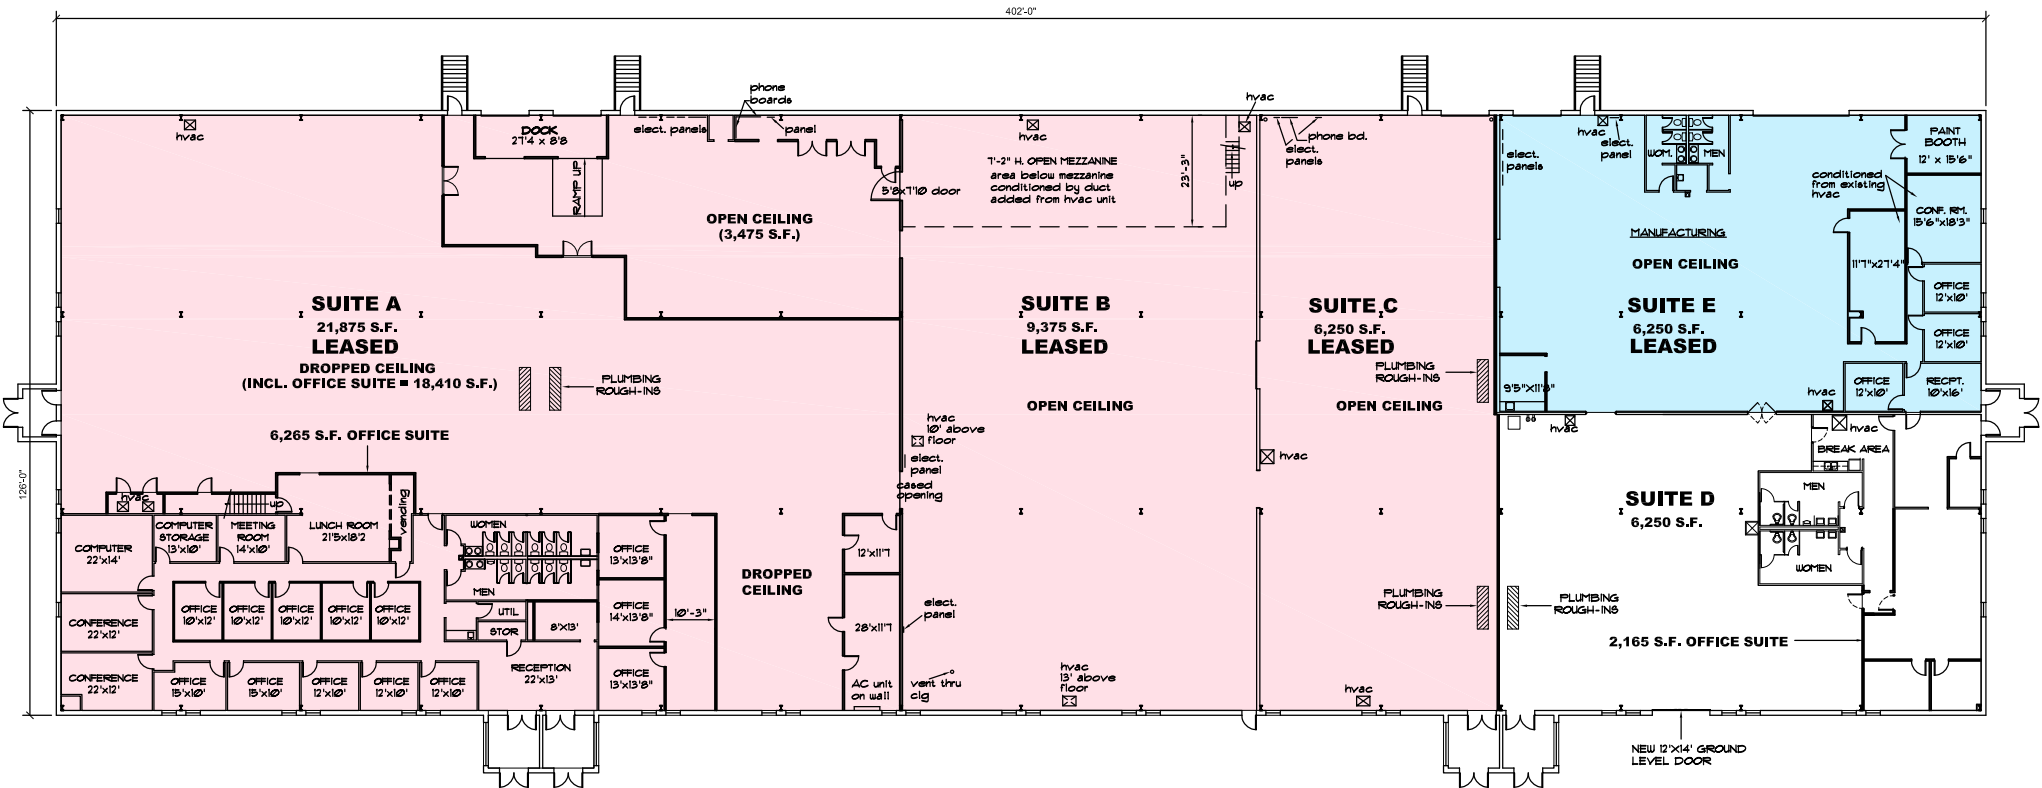 402'-0"
126'-0"
hvac
DOCK
27'4 x 8'8
RAMP UP
elect. panels
phone
boards
panel
5'8x7'10 door
OPEN CEILING
(3,475 S.F.)
SUITE A
21,875 S.F.
LEASED
DROPPED CEILING
(INCL. OFFICE SUITE = 18,410 S.F.)
PLUMBING
ROUGH-INS
6,265 S.F. OFFICE SUITE
hvac
up
vending
COMPUTER
22'x14'
COMPUTER
STORAGE
13'x10'
MEETING
ROOM
14'x10'
LUNCH ROOM
21'5x18'2
WOMEN
MEN
UTIL
STOR
8'x13'
OFFICE
13'x13'8"
OFFICE
14'x13'8"
OFFICE
13'x13'8"
10'-3"
DROPPED
CEILING
12'x11'7
28'x11'7
AC unit
on wall
CONFERENCE
22'x12'
CONFERENCE
22'x12'
OFFICE
10'x12'
OFFICE
10'x12'
OFFICE
10'x12'
OFFICE
10'x12'
OFFICE
10'x12'
OFFICE
15'x10'
OFFICE
15'x10'
OFFICE
12'x10'
OFFICE
12'x10'
OFFICE
12'x10'
RECEPTION
22'x13'
hvac
7'-2" H. OPEN MEZZANINE
area below mezzanine
conditioned by duct
added from hvac unit
23'-3"
up
hvac
SUITE B
9,375 S.F.
LEASED
OPEN CEILING
hvac
10' above
floor
elect.
panel
cased
opening
elect.
panel
vent thru
clg
hvac
13' above
floor
phone bd.
elect.
panels
SUITE C
6,250 S.F.
LEASED
PLUMBING
ROUGH-INS
OPEN CEILING
hvac
PLUMBING
ROUGH-INS
hvac
elect.
panels
hvac
elect.
panel
WOM.
MEN
PAINT
BOOTH
12' x 15'6"
conditioned
from existing
hvac
CONF. RM.
15'6"x18'3"
MANUFACTURING
OPEN CEILING
11'7"x27'4"
SUITE E
6,250 S.F.
LEASED
OFFICE
12'x10'
OFFICE
12'x10'
9'5"X11'3"
OFFICE
12'x10'
RECPT.
10'x16'
hvac
hvac
hvac
BREAK AREA
MEN
WOMEN
SUITE D
6,250 S.F.
PLUMBING
ROUGH-INS
2,165 S.F. OFFICE SUITE
NEW 12'X14' GROUND
LEVEL DOOR